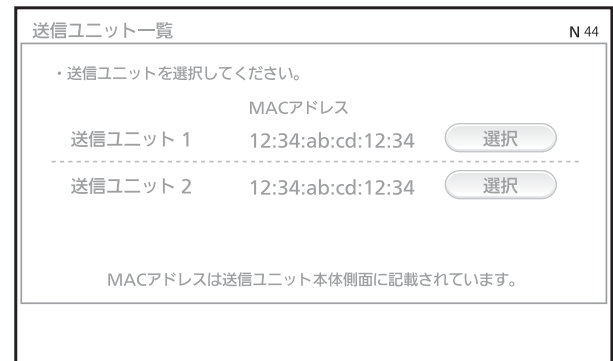 送信ユニット一覧
N 44
・送信ユニットを選択してください。
MACアドレス
送信ユニット 1 12:34:ab:cd:12:34 選択
送信ユニット 2 12:34:ab:cd:12:34 選択
MACアドレスは送信ユニット本体側面に記載されています。